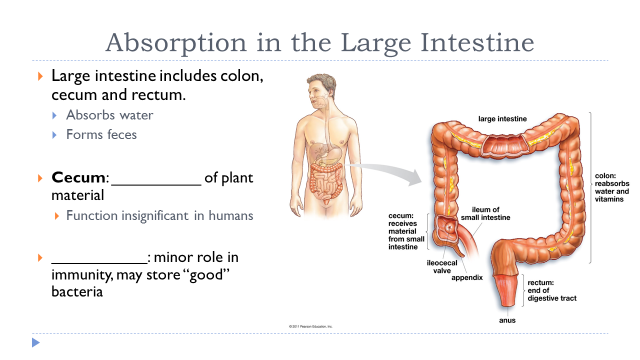 Absorption in the Large Intestine
Large intestine includes colon,
cecum and rectum.
Absorbs water
Forms feces
Cecum: ___________ of plant
material
Function insignificant in humans
____________: minor role in
immunity, may store “good”
bacteria
large intestine
colon:
reabsorbs
water and
vitamins
cecum:
receives
material
from small
intestine
ileum of
small intestine
ileocecal
valve
appendix
rectum:
end of
digestive tract
anus
© 2011 Pearson Education, Inc.